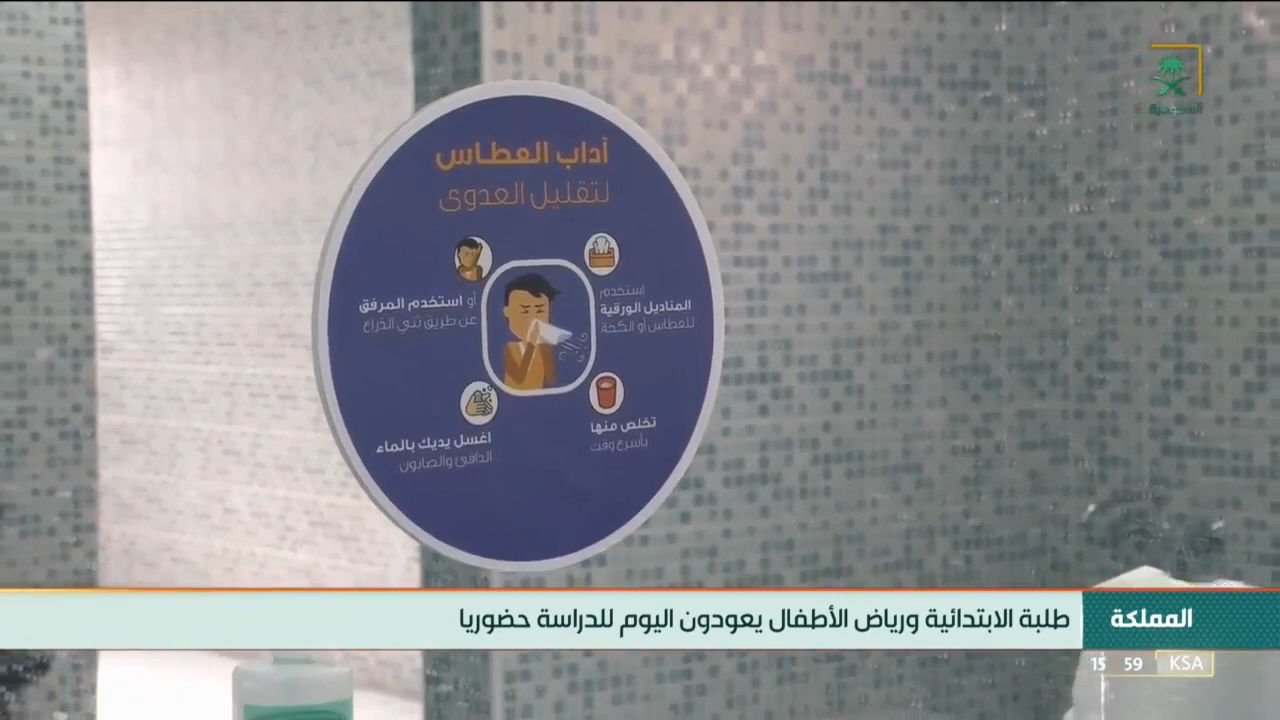 السعودية
آداب العطاس
لتقليل العدوى
استخدم
المناديل الورقية
للعطاس أو الكحة
أو استخدم المرفق
عن طريق ثني الذراع
تخلص منها
بأسرع وقت
اغسل يديك بالماء
الدافئ والصابون
المملكة
طلبة الابتدائية ورياض الأطفال يعودون اليوم للدراسة حضوريا
15 59 KSA